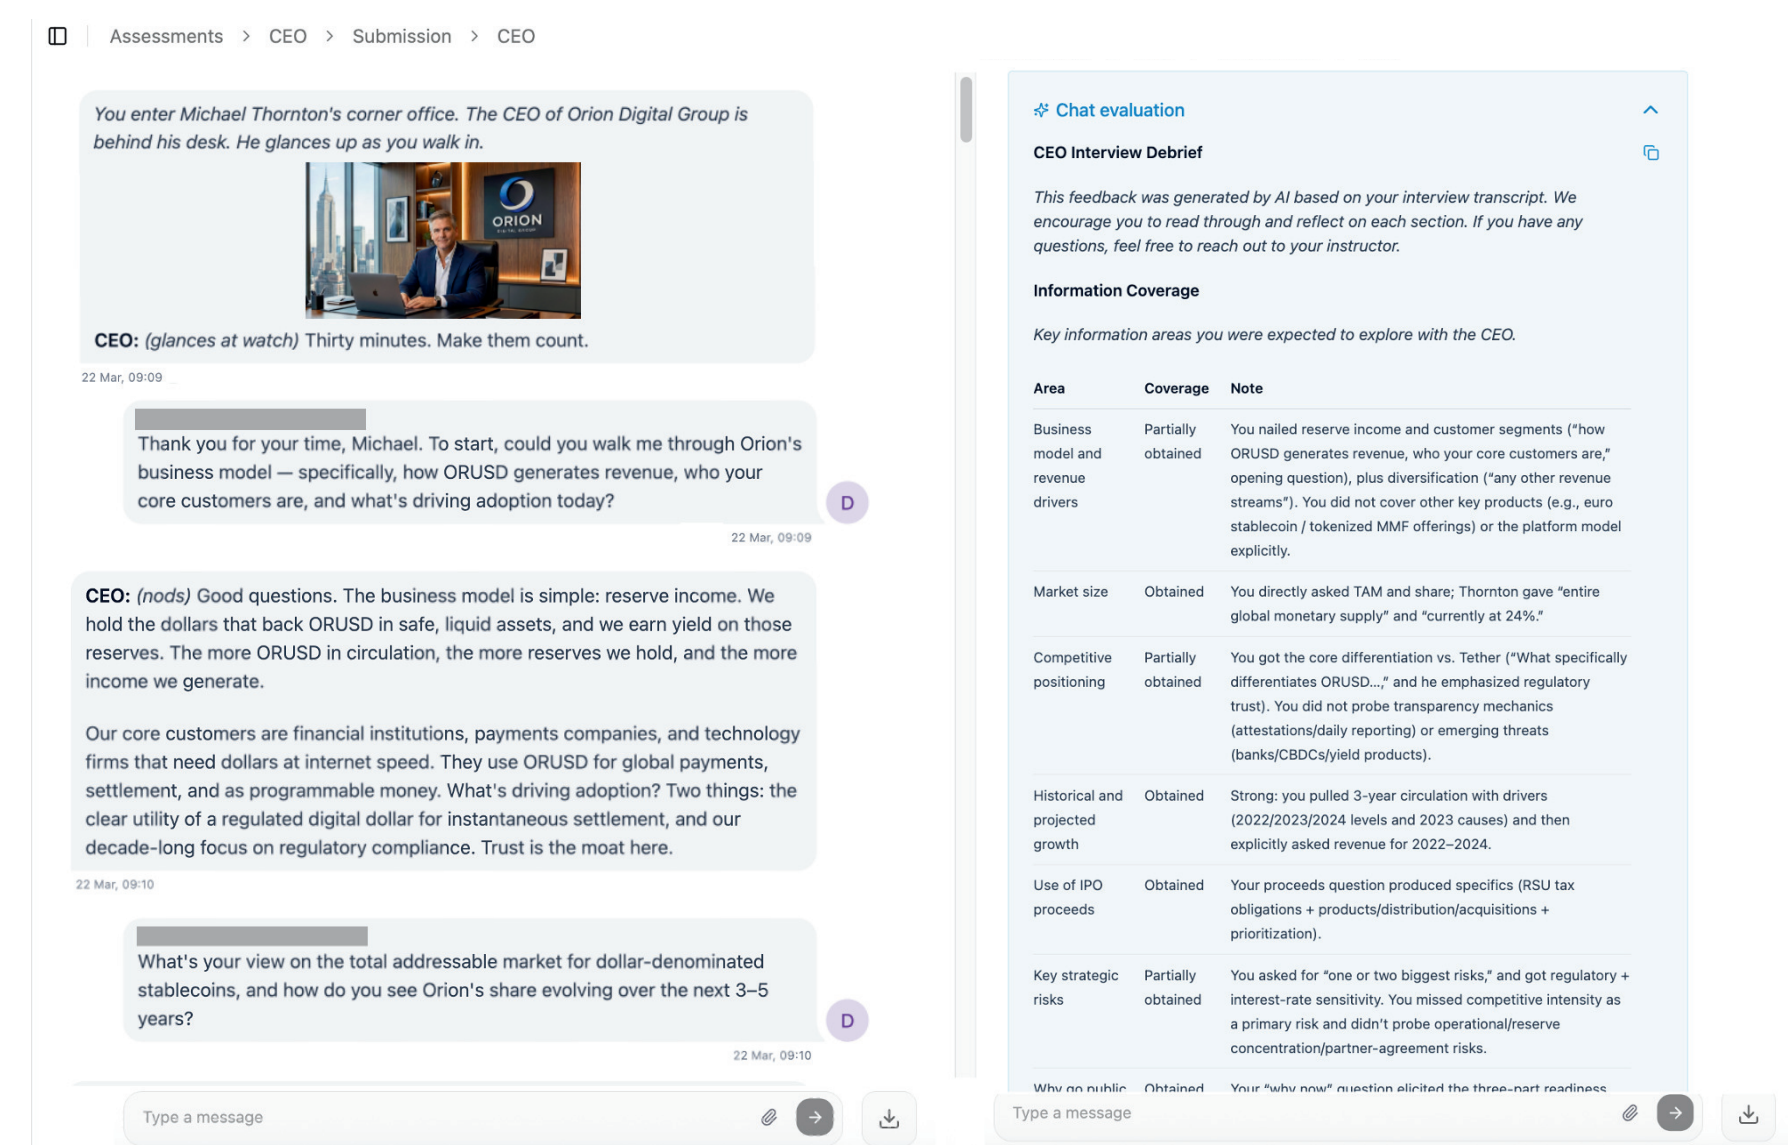 Assessments > CEO > Submission > CEO
You enter Michael Thornton's corner office. The CEO of Orion Digital Group is
behind his desk. He glances up as you walk in.
ORION
DIGITAL GROUP
CEO: (glances at watch) Thirty minutes. Make them count.
22 Mar, 09:09
Thank you for your time, Michael. To start, could you walk me through Orion's
business model — specifically, how ORUSD generates revenue, who your
core customers are, and what's driving adoption today?
D
22 Mar, 09:09
CEO: (nods) Good questions. The business model is simple: reserve income. We
hold the dollars that back ORUSD in safe, liquid assets, and we earn yield on those
reserves. The more ORUSD in circulation, the more reserves we hold, and the more
income we generate.
Our core customers are financial institutions, payments companies, and technology
firms that need dollars at internet speed. They use ORUSD for global payments,
settlement, and as programmable money. What's driving adoption? Two things: the
clear utility of a regulated digital dollar for instantaneous settlement, and our
decade-long focus on regulatory compliance. Trust is the moat here.
22 Mar, 09:10
What's your view on the total addressable market for dollar-denominated
stablecoins, and how do you see Orion's share evolving over the next 3–5
years?
D
22 Mar, 09:10
Type a message
Chat evaluation
CEO Interview Debrief
This feedback was generated by AI based on your interview transcript. We
encourage you to read through and reflect on each section. If you have any
questions, feel free to reach out to your instructor.
Information Coverage
Key information areas you were expected to explore with the CEO.
Area Coverage Note
Business Partially You nailed reserve income and customer segments (“how
model and obtained ORUSD generates revenue, who your core customers are,”
revenue opening question), plus diversification (“any other revenue
drivers streams”). You did not cover other key products (e.g., euro
stablecoin / tokenized MMF offerings) or the platform model
explicitly.
Market size Obtained You directly asked TAM and share; Thornton gave “entire
global monetary supply” and “currently at 24%.”
Competitive Partially You got the core differentiation vs. Tether (“What specifically
positioning obtained differentiates ORUSD…,” and he emphasized regulatory
trust). You did not probe transparency mechanics
(attestations/daily reporting) or emerging threats
(banks/CBDCs/yield products).
Historical and Obtained Strong: you pulled 3-year circulation with drivers
projected (2022/2023/2024 levels and 2023 causes) and then
growth explicitly asked revenue for 2022–2024.
Use of IPO Obtained Your proceeds question produced specifics (RSU tax
proceeds obligations + products/distribution/acquisitions +
prioritization).
Key strategic Partially You asked for “one or two biggest risks,” and got regulatory +
risks obtained interest-rate sensitivity. You missed competitive intensity as
a primary risk and didn’t probe operational/reserve
concentration/partner-agreement risks.
Why go public Obtained Your “why now” question elicited the three-part readiness
Type a message